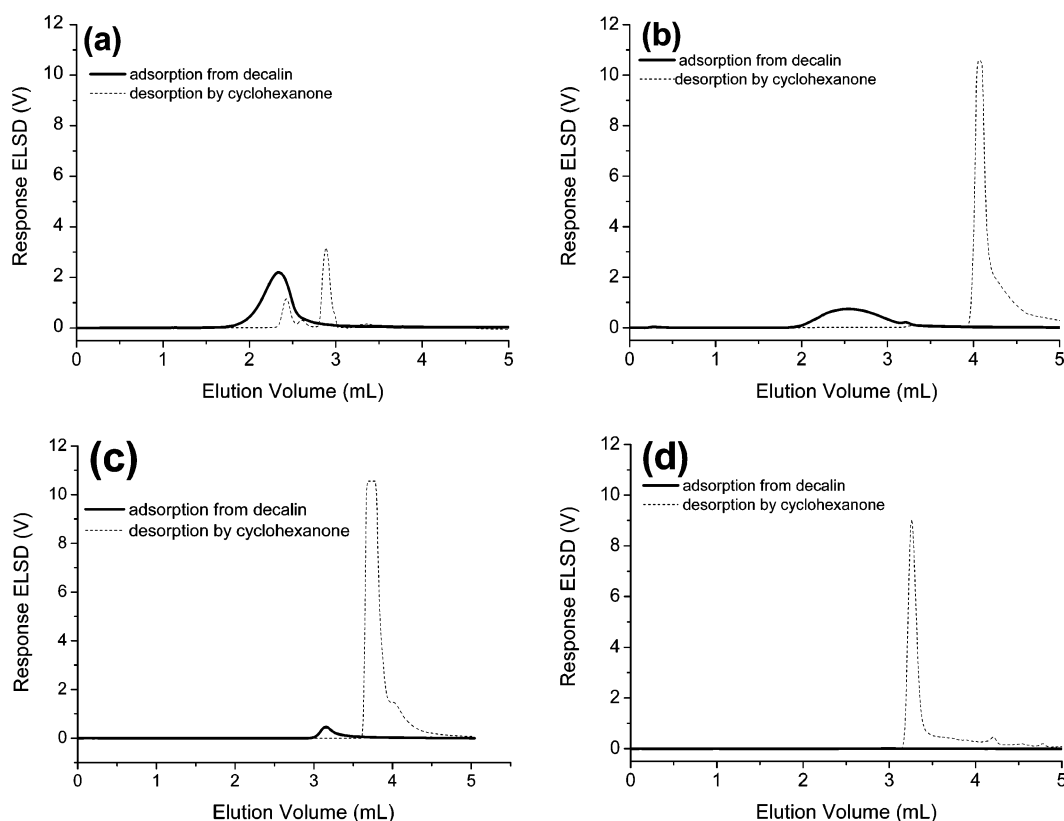 (a)
adsorption from decalin
desorption by cyclohexanone
Response ELSD (V)
12
10
8
6
4
2
0
0 1 2 3 4 5
Elution Volume (mL)
(b)
adsorption from decalin
desorption by cyclohexanone
Response ELSD (V)
12
10
8
6
4
2
0
0 1 2 3 4 5
Elution Volume (mL)
(c)
adsorption from decalin
desorption by cyclohexanone
Response ELSD (V)
12
10
8
6
4
2
0
0 1 2 3 4 5
Elution Volume (mL)
(d)
adsorption from decalin
desorption by cyclohexanone
Response ELSD (V)
12
10
8
6
4
2
0
0 1 2 3 4 5
Elution Volume (mL)